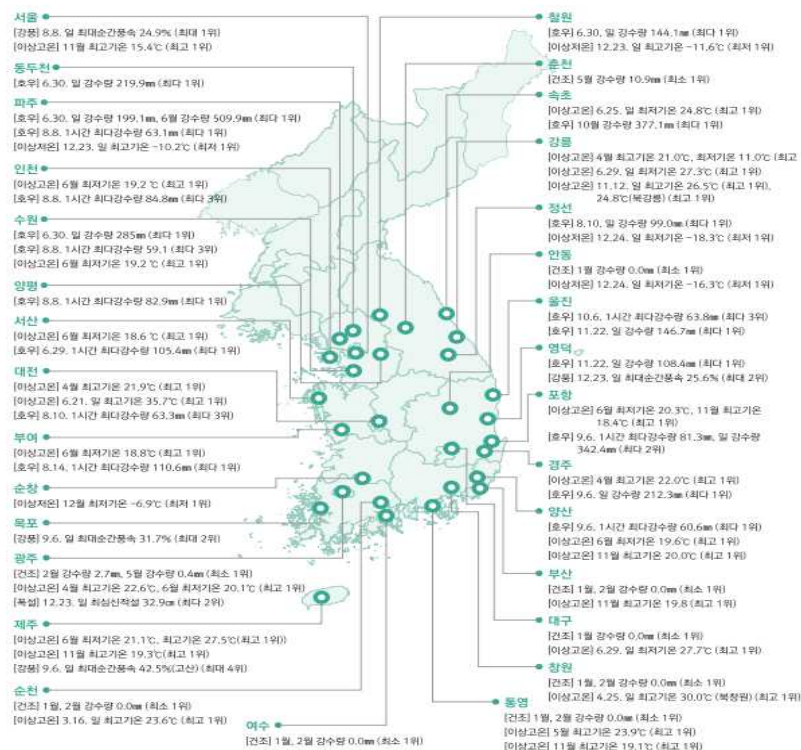 서울
[강풍] 8.8. 일 최대순간풍속 24.9% (최대 1위)
[이상고온] 11월 최고기온 15.4℃ (최고 1위)
동두천
[호우] 6.30. 일 강수량 219.9㎜ (최다 1위)
파주
[호우] 6.30. 일 강수량 199.1㎜, 6월 강수량 509.9㎜ (최다 1위)
[호우] 8.8. 1시간 최다강수량 63.1㎜ (최다 1위)
[이상저온] 12.23. 일 최고기온 -10.2℃ (최저 1위)
인천
[이상고온] 6월 최저기온 19.2 ℃ (최고 1위)
[호우] 8.8. 1시간 최다강수량 84.8㎜ (최다 3위)
수원
[호우] 6.30. 일 강수량 285㎜ (최다 1위)
[호우] 8.8. 1시간 최다강수량 59.1 (최다 3위)
[이상고온] 6월 최저기온 19.2 ℃ (최고 1위)
양평
[호우] 8.8. 1시간 최다강수량 82.9㎜ (최다 1위)
서산
[이상고온] 6월 최저기온 18.6 ℃ (최고 1위)
[호우] 6.29. 1시간 최다강수량 105.4㎜ (최다 1위)
대전
[이상고온] 4월 최고기온 21.9℃ (최고 1위)
[이상고온] 6.21. 일 최고기온 35.7℃ (최고 1위)
[호우] 8.10. 1시간 최다강수량 63.3㎜ (최다 3위)
부여
[이상고온] 6월 최저기온 18.8℃ (최고 1위)
[호우] 8.14. 1시간 최다강수량 110.6㎜ (최다 1위)
순창
[이상저온] 12월 최저기온 -6.9℃ (최저 1위)
목포
[강풍] 9.6. 일 최대순간풍속 31.7% (최대 2위)
광주
[건조] 2월 강수량 2.7㎜, 5월 강수량 0.4㎜ (최소 1위)
[이상고온] 4월 최고기온 22.6℃, 6월 최저기온 20.1℃ (최고 1위)
[폭설] 12.23. 일 최심신적설 32.9㎝ (최다 2위)
제주
[이상고온] 6월 최저기온 21.1℃, 최고기온 27.5℃(최고 1위))
[이상고온] 11월 최고기온 19.3℃(최고 1위)
[강풍] 9.6. 일 최대순간풍속 42.5%(고산) (최대 4위)
순천
[건조] 1월, 2월 강수량 0.0㎜ (최소 1위)
[이상고온] 3.16. 일 최고기온 23.6℃ (최고 1위)
여수
[건조] 1월, 2월 강수량 0.0㎜ (최소 1위)
철원
[호우] 6.30. 일 강수량 144.1㎜ (최다 1위)
[이상저온] 12.23. 일 최고기온 -11.6℃ (최저 1위)
춘천
[건조] 5월 강수량 10.9㎜ (최소 1위)
속초
[이상고온] 6.25. 일 최저기온 24.8℃ (최고 1위)
[호우] 10월 강수량 377.1㎜ (최다 1위)
강릉
[이상고온] 4월 최고기온 21.0℃, 최저기온 11.0℃ (최고
[이상고온] 6.29. 일 최저기온 27.3℃ (최고 1위)
[이상고온] 11.12. 일 최고기온 26.5℃ (최고 1위),
24.8℃(북강릉) (최고 1위)
정선
[호우] 8.10. 일 강수량 99.0㎜ (최다 1위)
[이상저온] 12.24. 일 최저기온 -18.3℃ (최저 1위)
안동
[건조] 1월 강수량 0.0㎜ (최소 1위)
[이상저온] 12.24. 일 최저기온 -16.3℃ (최저 1위)
울진
[호우] 10.6. 1시간 최다강수량 63.8㎜ (최다 3위)
[호우] 11.22. 일 강수량 146.7㎜ (최다 1위)
영덕
[호우] 11.22. 일 강수량 108.4㎜ (최다 1위)
[강풍] 12.23. 일 최대순간풍속 25.6% (최대 2위)
포항
[이상고온] 6월 최저기온 20.3℃, 11월 최고기온
18.4℃ (최고 1위)
[호우] 9.6. 1시간 최다강수량 81.3㎜, 일 강수량
342.4㎜ (최다 2위)
경주
[이상고온] 4월 최고기온 22.0℃ (최고 1위)
[호우] 9.6. 일 강수량 212.3㎜ (최다 1위)
양산
[호우] 9.6. 1시간 최다강수량 60.6㎜ (최다 1위)
[이상고온] 6월 최저기온 19.6℃ (최고 1위)
[이상고온] 11월 최고기온 20.0℃ (최고 1위)
부산
[건조] 1월, 2월 강수량 0.0㎜ (최소 1위)
[이상고온] 11월 최고기온 19.8 (최고 1위)
대구
[건조] 1월 강수량 0.0㎜ (최소 1위)
[이상고온] 6.29. 일 최저기온 27.7℃ (최고 1위)
창원
[건조] 1월, 2월 강수량 0.0㎜ (최소 1위)
[이상고온] 4.25. 일 최고기온 30.0℃ (북창원) (최고 1위)
통영
[건조] 1월, 2월 강수량 0.0㎜ (최소 1위)
[이상고온] 5월 최고기온 23.9℃ (최고 1위)
[이상고온] 11월 최고기온 19.1℃ (최고 1위)